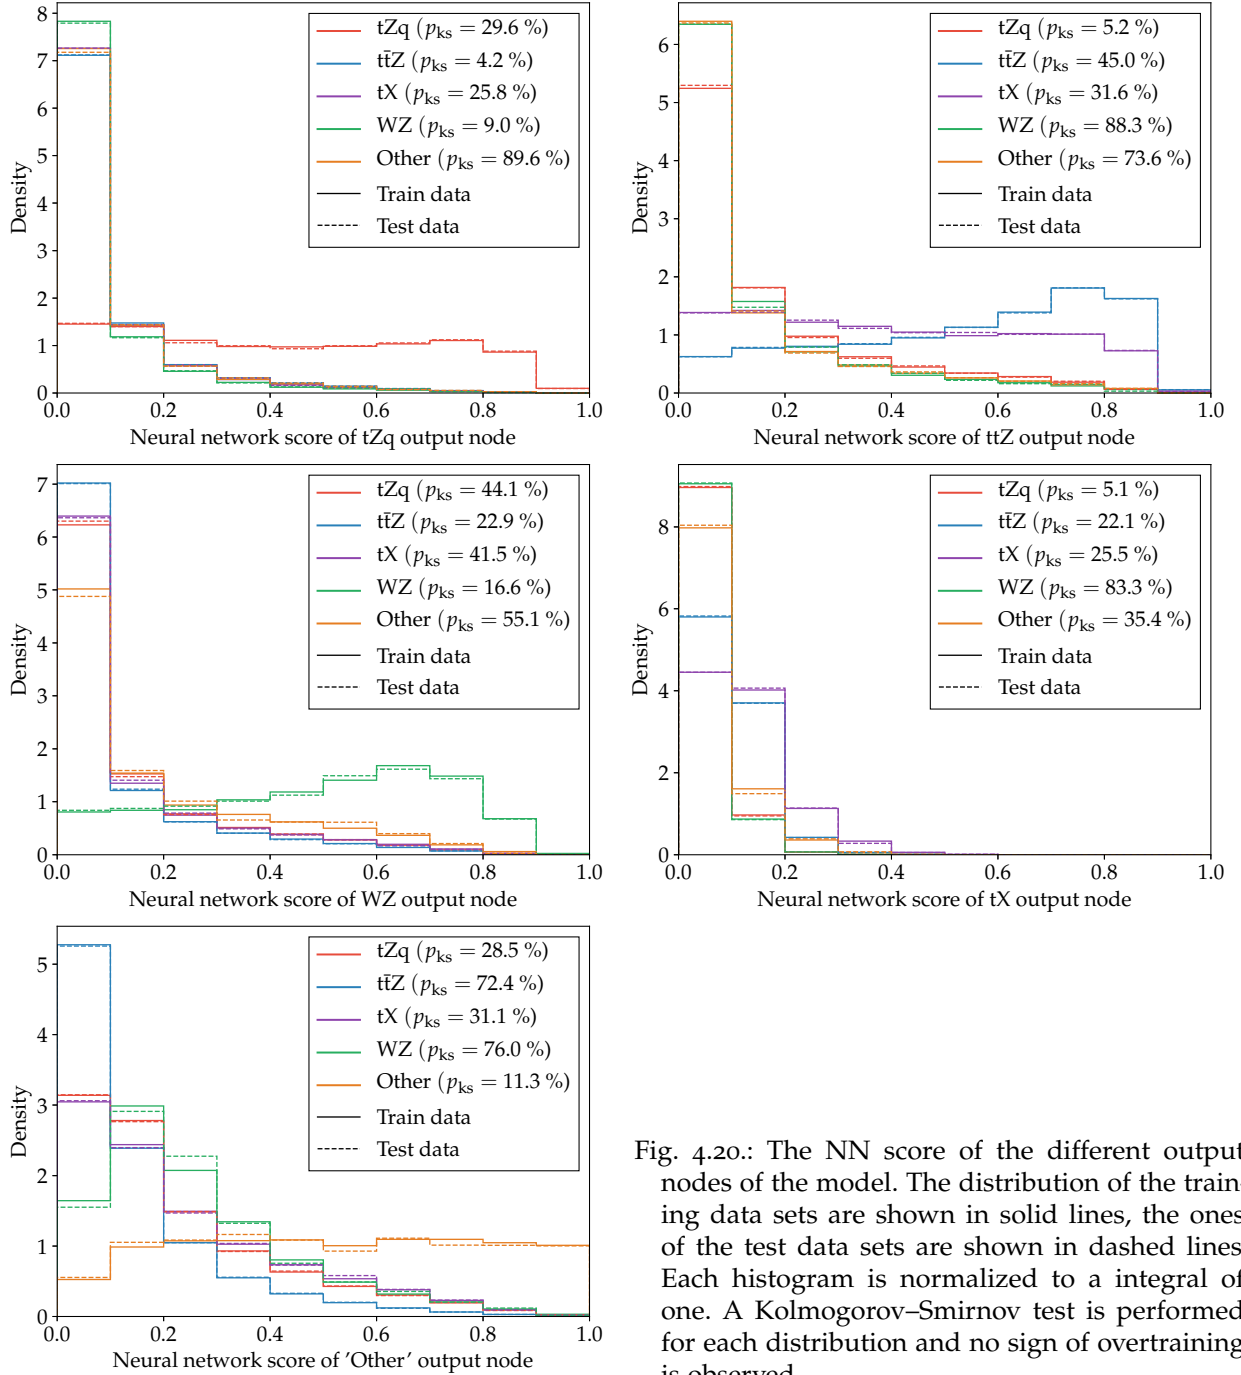 tZq (pks = 29.6 %)
tt̄Z (pks = 4.2 %)
tX (pks = 25.8 %)
WZ (pks = 9.0 %)
Other (pks = 89.6 %)
Train data
Test data
Density
8
7
6
5
4
3
2
1
0
0.0 0.2 0.4 0.6 0.8 1.0
Neural network score of tZq output node
tZq (pks = 5.2 %)
tt̄Z (pks = 45.0 %)
tX (pks = 31.6 %)
WZ (pks = 88.3 %)
Other (pks = 73.6 %)
Train data
Test data
Density
6
5
4
3
2
1
0
0.0 0.2 0.4 0.6 0.8 1.0
Neural network score of ttZ output node
tZq (pks = 44.1 %)
tt̄Z (pks = 22.9 %)
tX (pks = 41.5 %)
WZ (pks = 16.6 %)
Other (pks = 55.1 %)
Train data
Test data
Density
7
6
5
4
3
2
1
0
0.0 0.2 0.4 0.6 0.8 1.0
Neural network score of WZ output node
tZq (pks = 5.1 %)
tt̄Z (pks = 22.1 %)
tX (pks = 25.5 %)
WZ (pks = 83.3 %)
Other (pks = 35.4 %)
Train data
Test data
Density
8
6
4
2
0
0.0 0.2 0.4 0.6 0.8 1.0
Neural network score of tX output node
tZq (pks = 28.5 %)
tt̄Z (pks = 72.4 %)
tX (pks = 31.1 %)
WZ (pks = 76.0 %)
Other (pks = 11.3 %)
Train data
Test data
Density
5
4
3
2
1
0
0.0 0.2 0.4 0.6 0.8 1.0
Neural network score of 'Other' output node
Fig. 4.20.: The NN score of the different output
nodes of the model. The distribution of the train-
ing data sets are shown in solid lines, the ones
of the test data sets are shown in dashed lines
Each histogram is normalized to a integral of
one. A Kolmogorov–Smirnov test is performed
for each distribution and no sign of overtraining
is observed